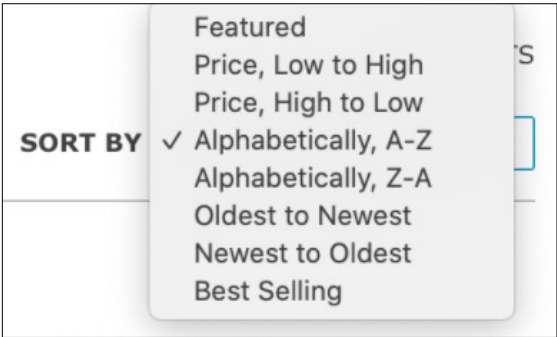 Featured
Price, Low to High
Price, High to Low
SORT BY ✓ Alphabetically, A-Z
Alphabetically, Z-A
Oldest to Newest
Newest to Oldest
Best Selling